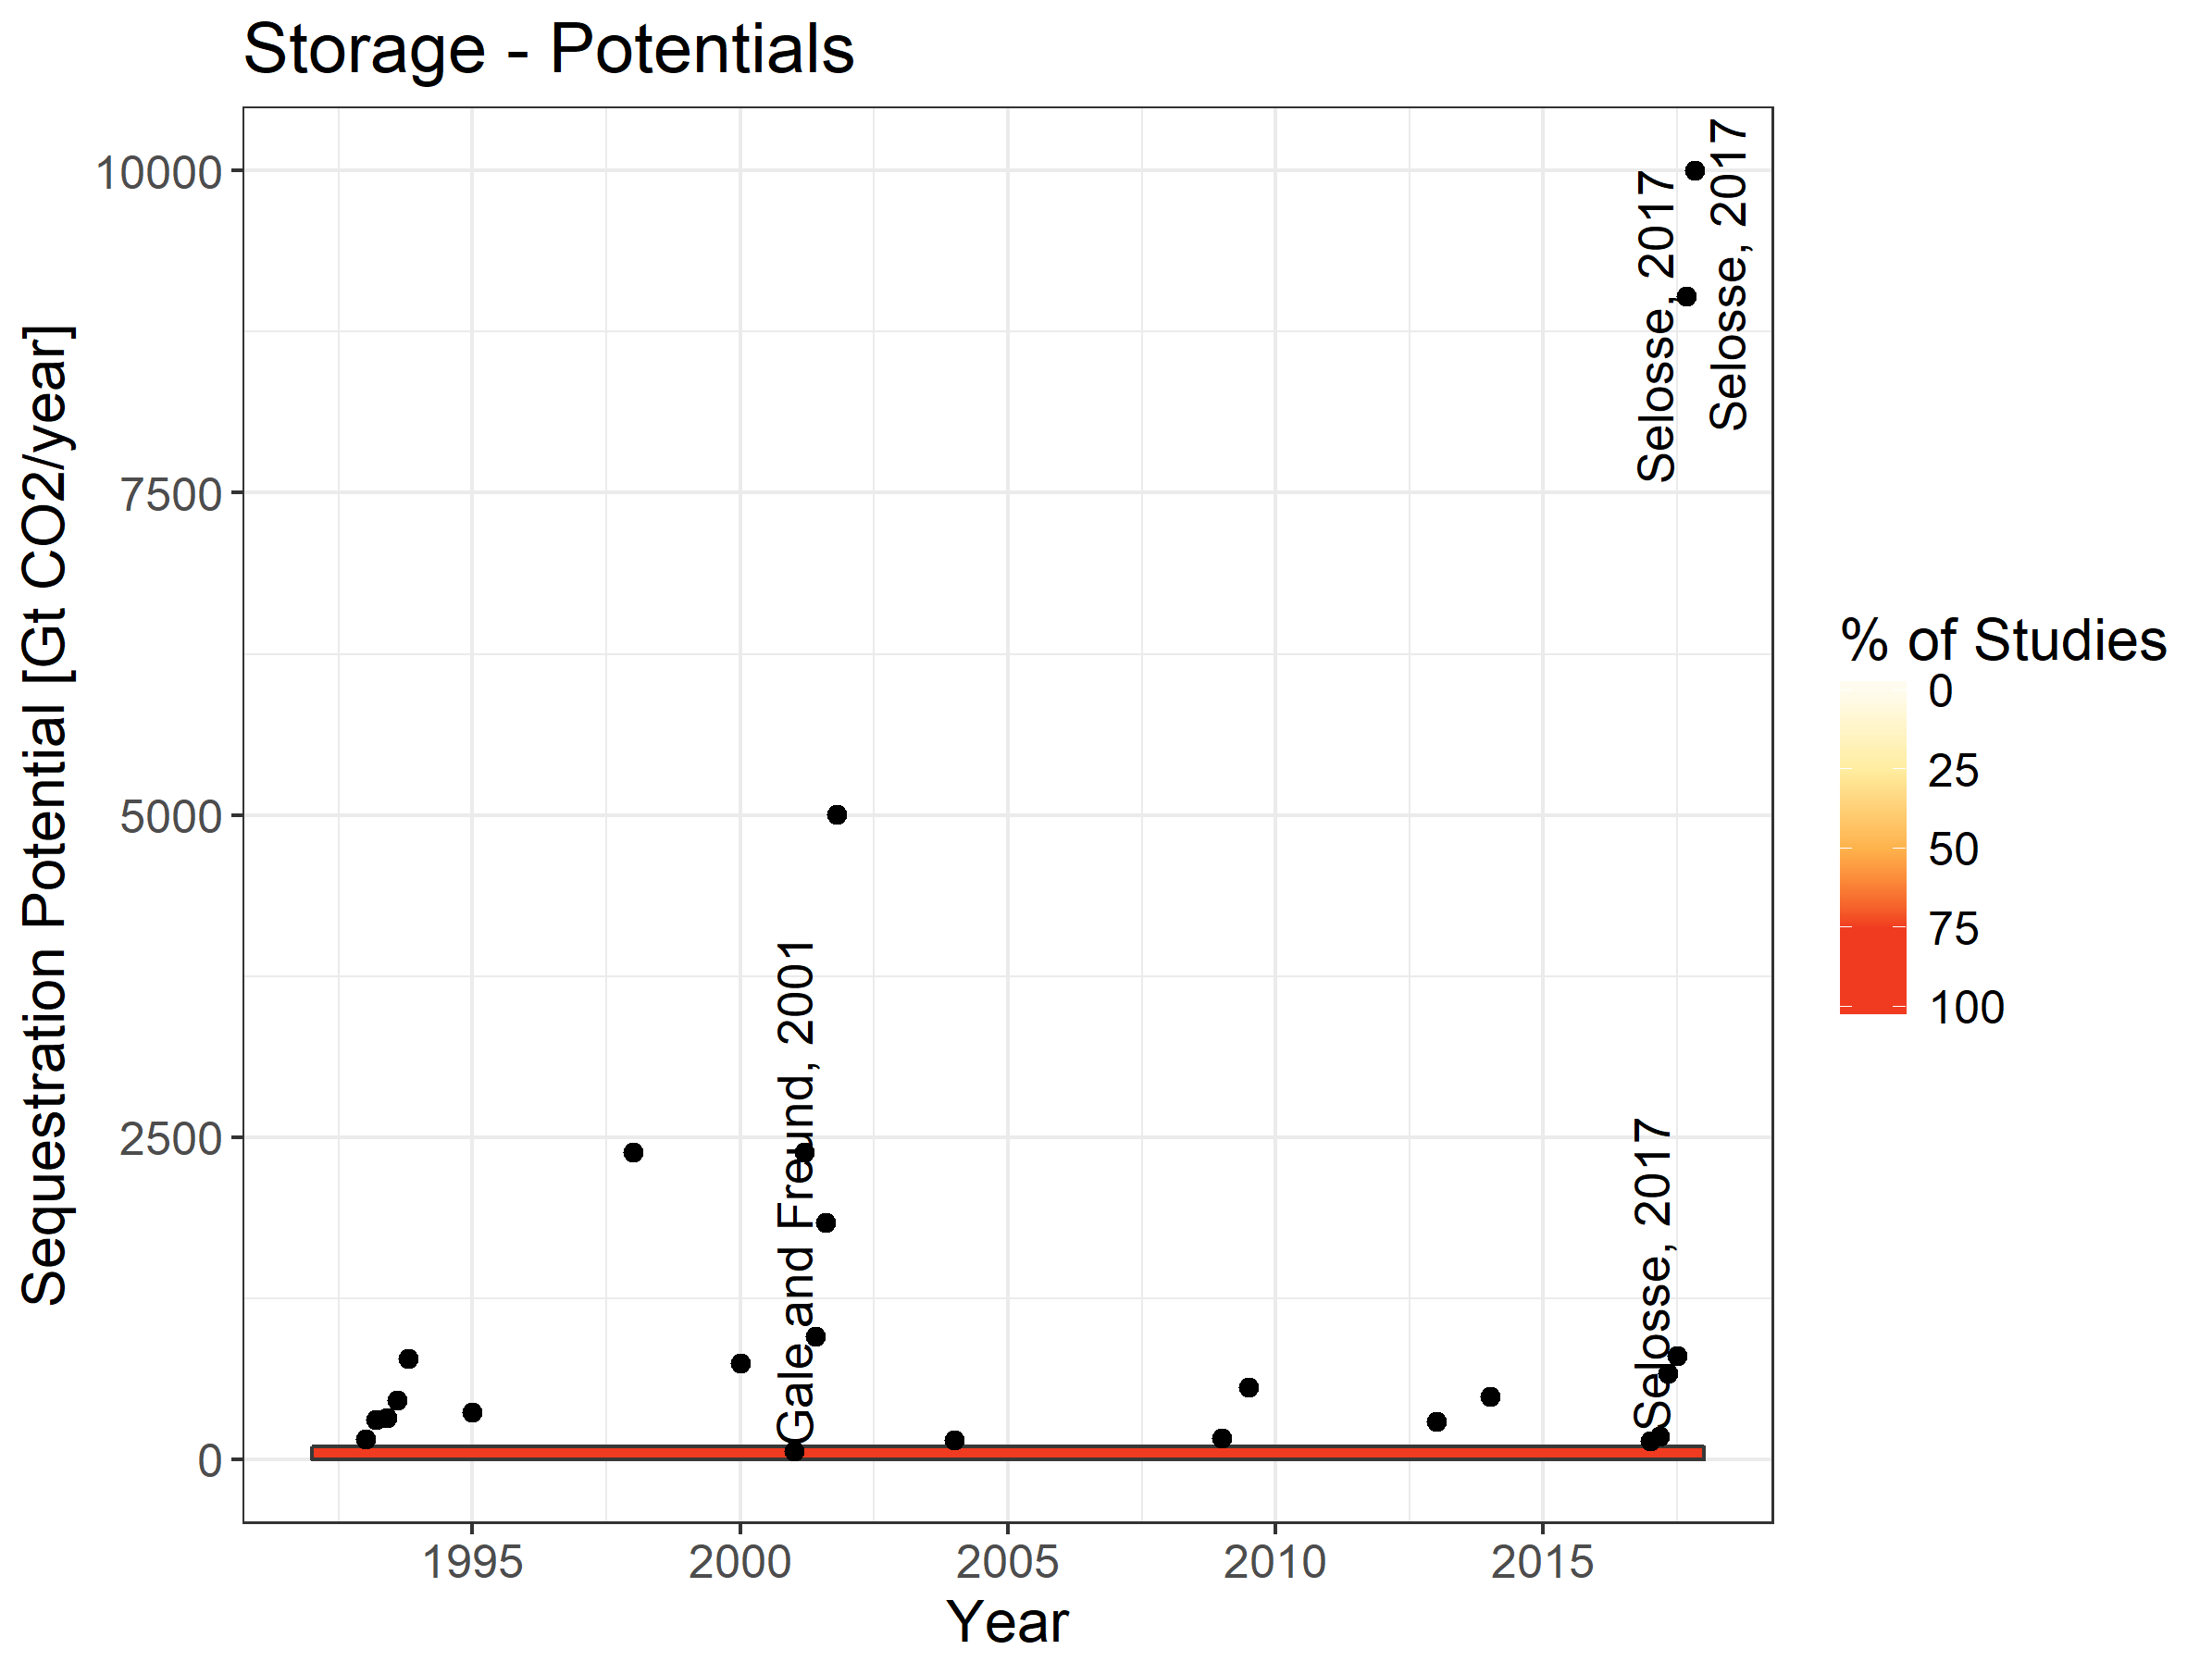 Storage - Potentials
Sequestration Potential [Gt CO2/year]
10000
7500
5000
2500
0
Selosse, 2017
Selosse, 2017
Gale and Freund, 2001
Selosse, 2017
1995
2000
2005
2010
2015
Year
% of Studies
0
25
50
75
100